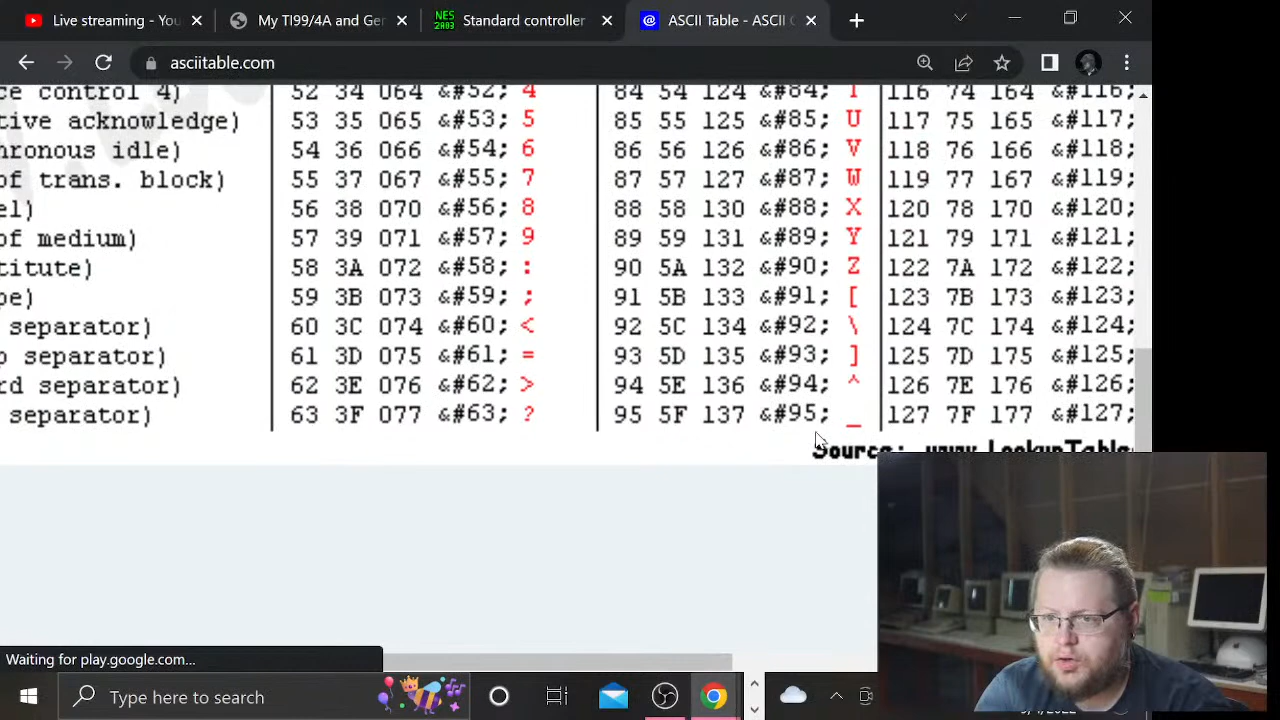 Live streaming - You
My TI99/4A and Ger
NES
2A03
Standard controller
ASCII Table - ASCII C
asciitable.com
ce control 4) 52 34 064 &#52; 4 84 54 124 &#84; T 116 74 164 &#116;
tive acknowledge) 53 35 065 &#53; 5 85 55 125 &#85; U 117 75 165 &#117;
hronous idle) 54 36 066 &#54; 6 86 56 126 &#86; V 118 76 166 &#118;
of trans. block) 55 37 067 &#55; 7 87 57 127 &#87; W 119 77 167 &#119;
el) 56 38 070 &#56; 8 88 58 130 &#88; X 120 78 170 &#120;
of medium) 57 39 071 &#57; 9 89 59 131 &#89; Y 121 79 171 &#121;
titute) 58 3A 072 &#58; : 90 5A 132 &#90; Z 122 7A 172 &#122;
pe) 59 3B 073 &#59; ; 91 5B 133 &#91; [ 123 7B 173 &#123;
separator) 60 3C 074 &#60; < 92 5C 134 &#92; \ 124 7C 174 &#124;
p separator) 61 3D 075 &#61; = 93 5D 135 &#93; ] 125 7D 175 &#125;
rd separator) 62 3E 076 &#62; > 94 5E 136 &#94; ^ 126 7E 176 &#126;
separator) 63 3F 077 &#63; ? 95 5F 137 &#95; _ 127 7F 177 &#127;
Source: www.LookupTable
Waiting for play.google.com...
Type here to search